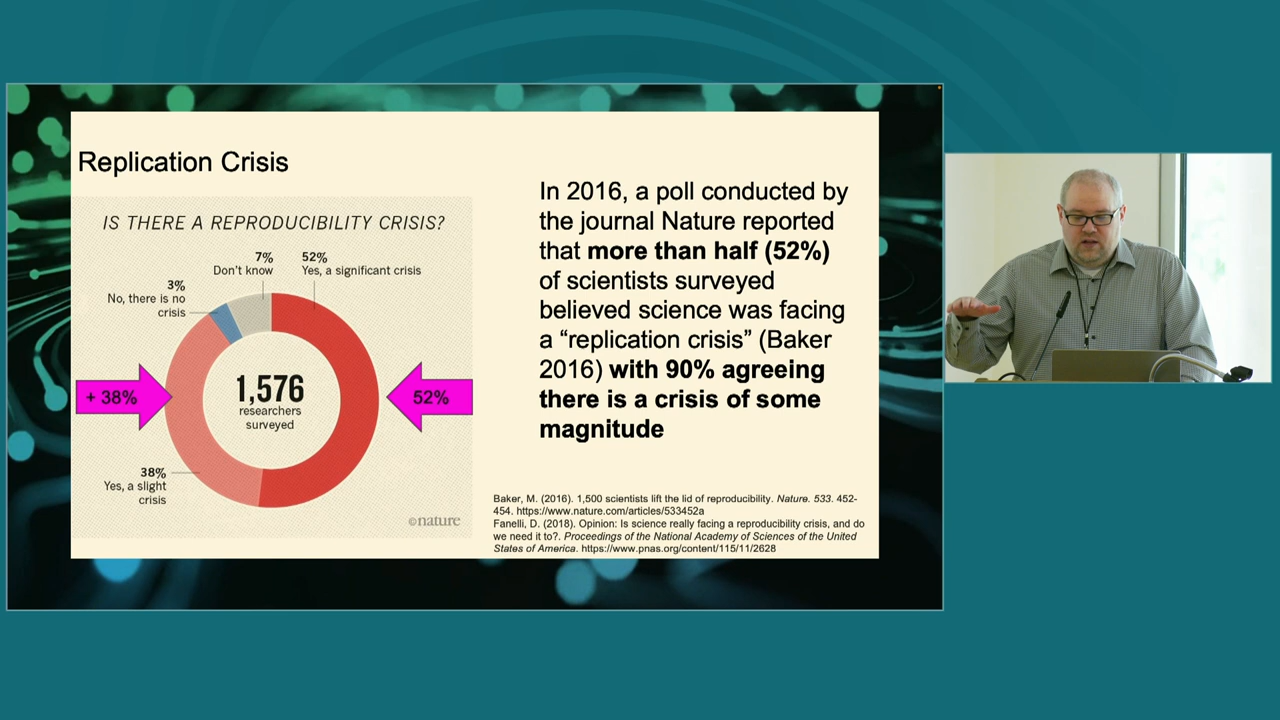 Replication Crisis
IS THERE A REPRODUCIBILITY CRISIS?
7%
Don't know
52%
Yes, a significant crisis
3%
No, there is no
crisis
+ 38%
1,576
researchers
surveyed
52%
38%
Yes, a slight
crisis
©nature
In 2016, a poll conducted by
the journal Nature reported
that more than half (52%)
of scientists surveyed
believed science was facing
a “replication crisis” (Baker
2016) with 90% agreeing
there is a crisis of some
magnitude
Baker, M. (2016). 1,500 scientists lift the lid of reproducibility. Nature. 533. 452-
454. https://www.nature.com/articles/533452a
Fanelli, D. (2018). Opinion: Is science really facing a reproducibility crisis, and do
we need it to?. Proceedings of the National Academy of Sciences of the United
States of America. https://www.pnas.org/content/115/11/2628